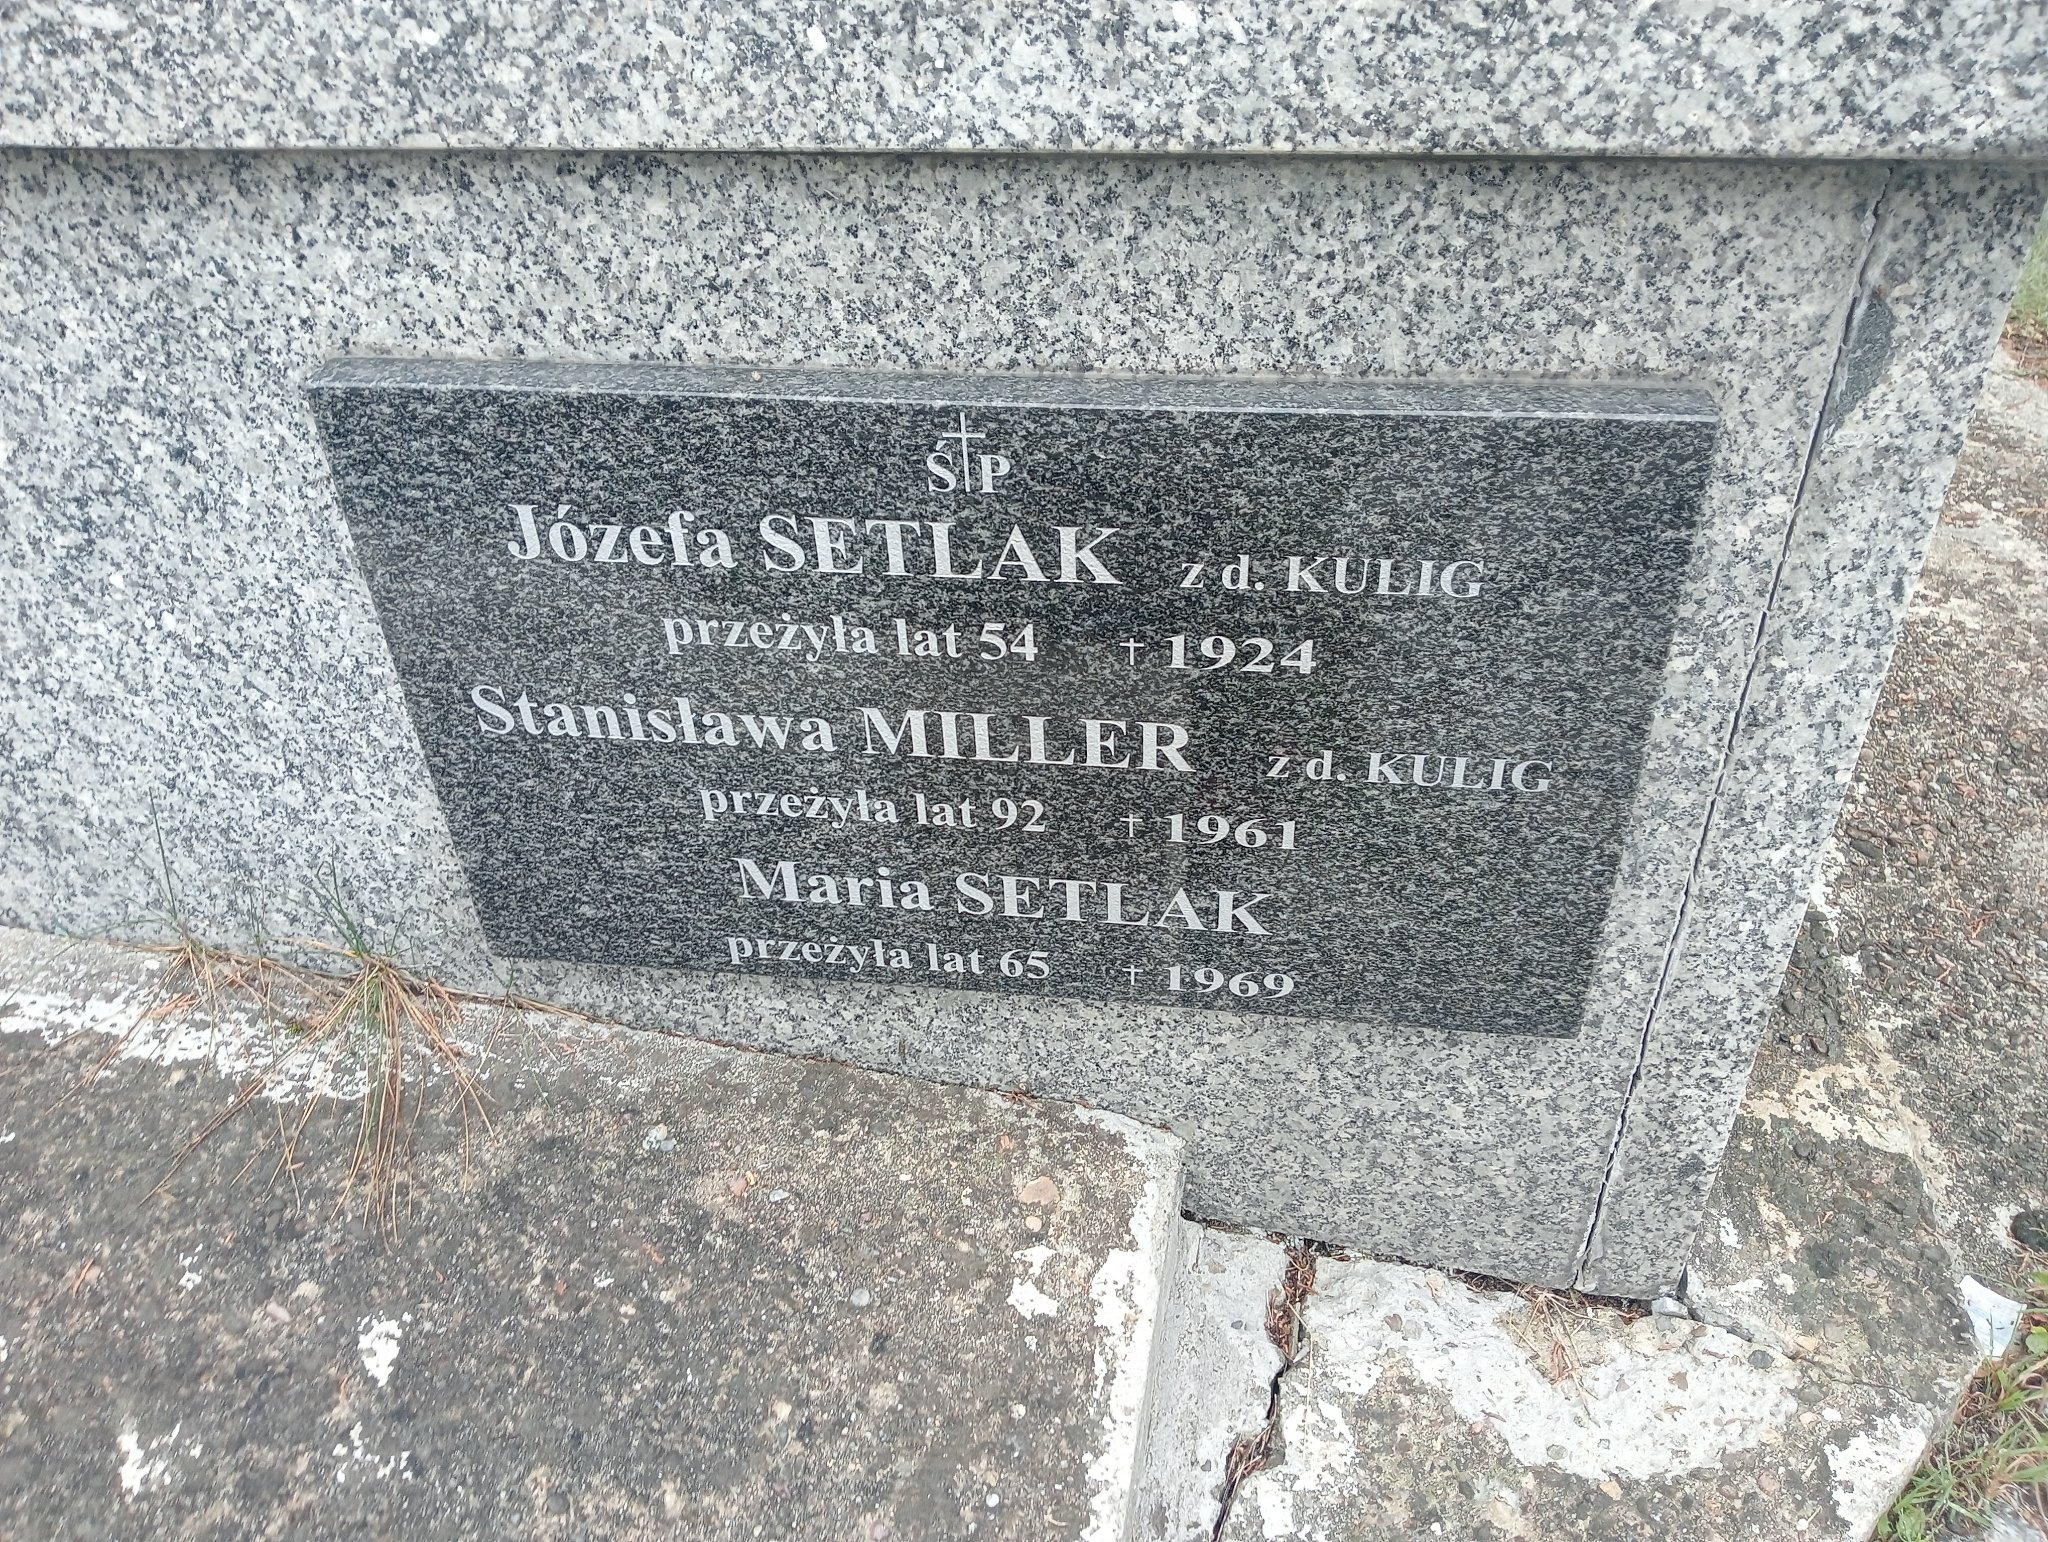 Ś†P
Józefa SETLAK z d. KULIG
przeżyła lat 54 † 1924
Stanisława MILLER z d. KULIG
przeżyła lat 92 † 1961
Maria SETLAK
przeżyła lat 65 † 1969